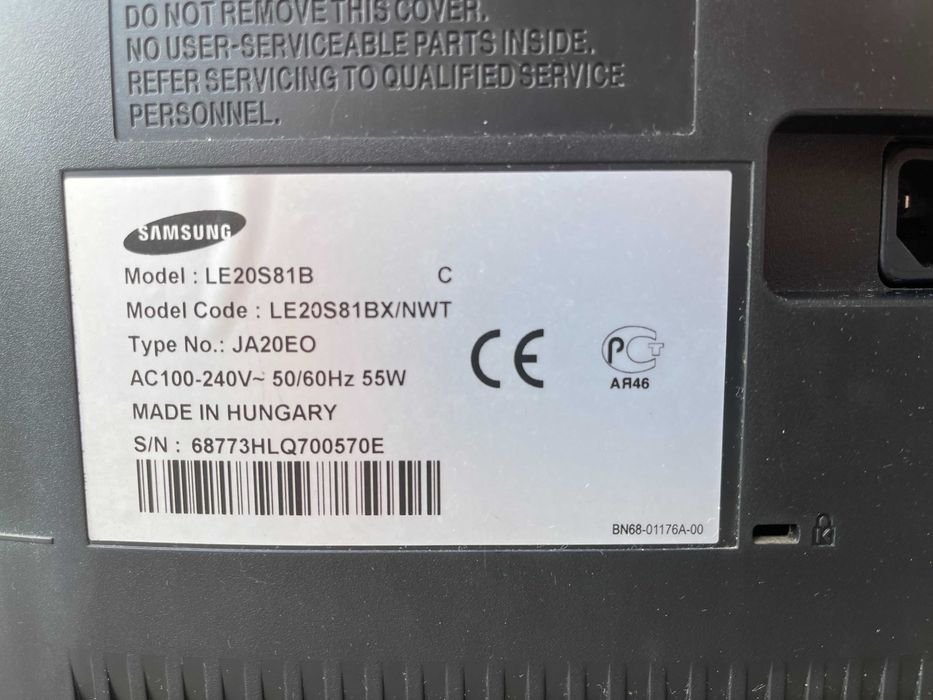 DO NOT REMOVE THIS COVER.
NO USER-SERVICEABLE PARTS INSIDE.
REFER SERVICING TO QUALIFIED SERVICE
PERSONNEL.
SAMSUNG
Model : LE20S81B C
Model Code : LE20S81BX/NWT
Type No.: JA20EO
AC100-240V~ 50/60Hz 55W
MADE IN HUNGARY
S/N : 68773HLQ700570E
CE
РСТ
АЯ46
BN68-01176A-00
K